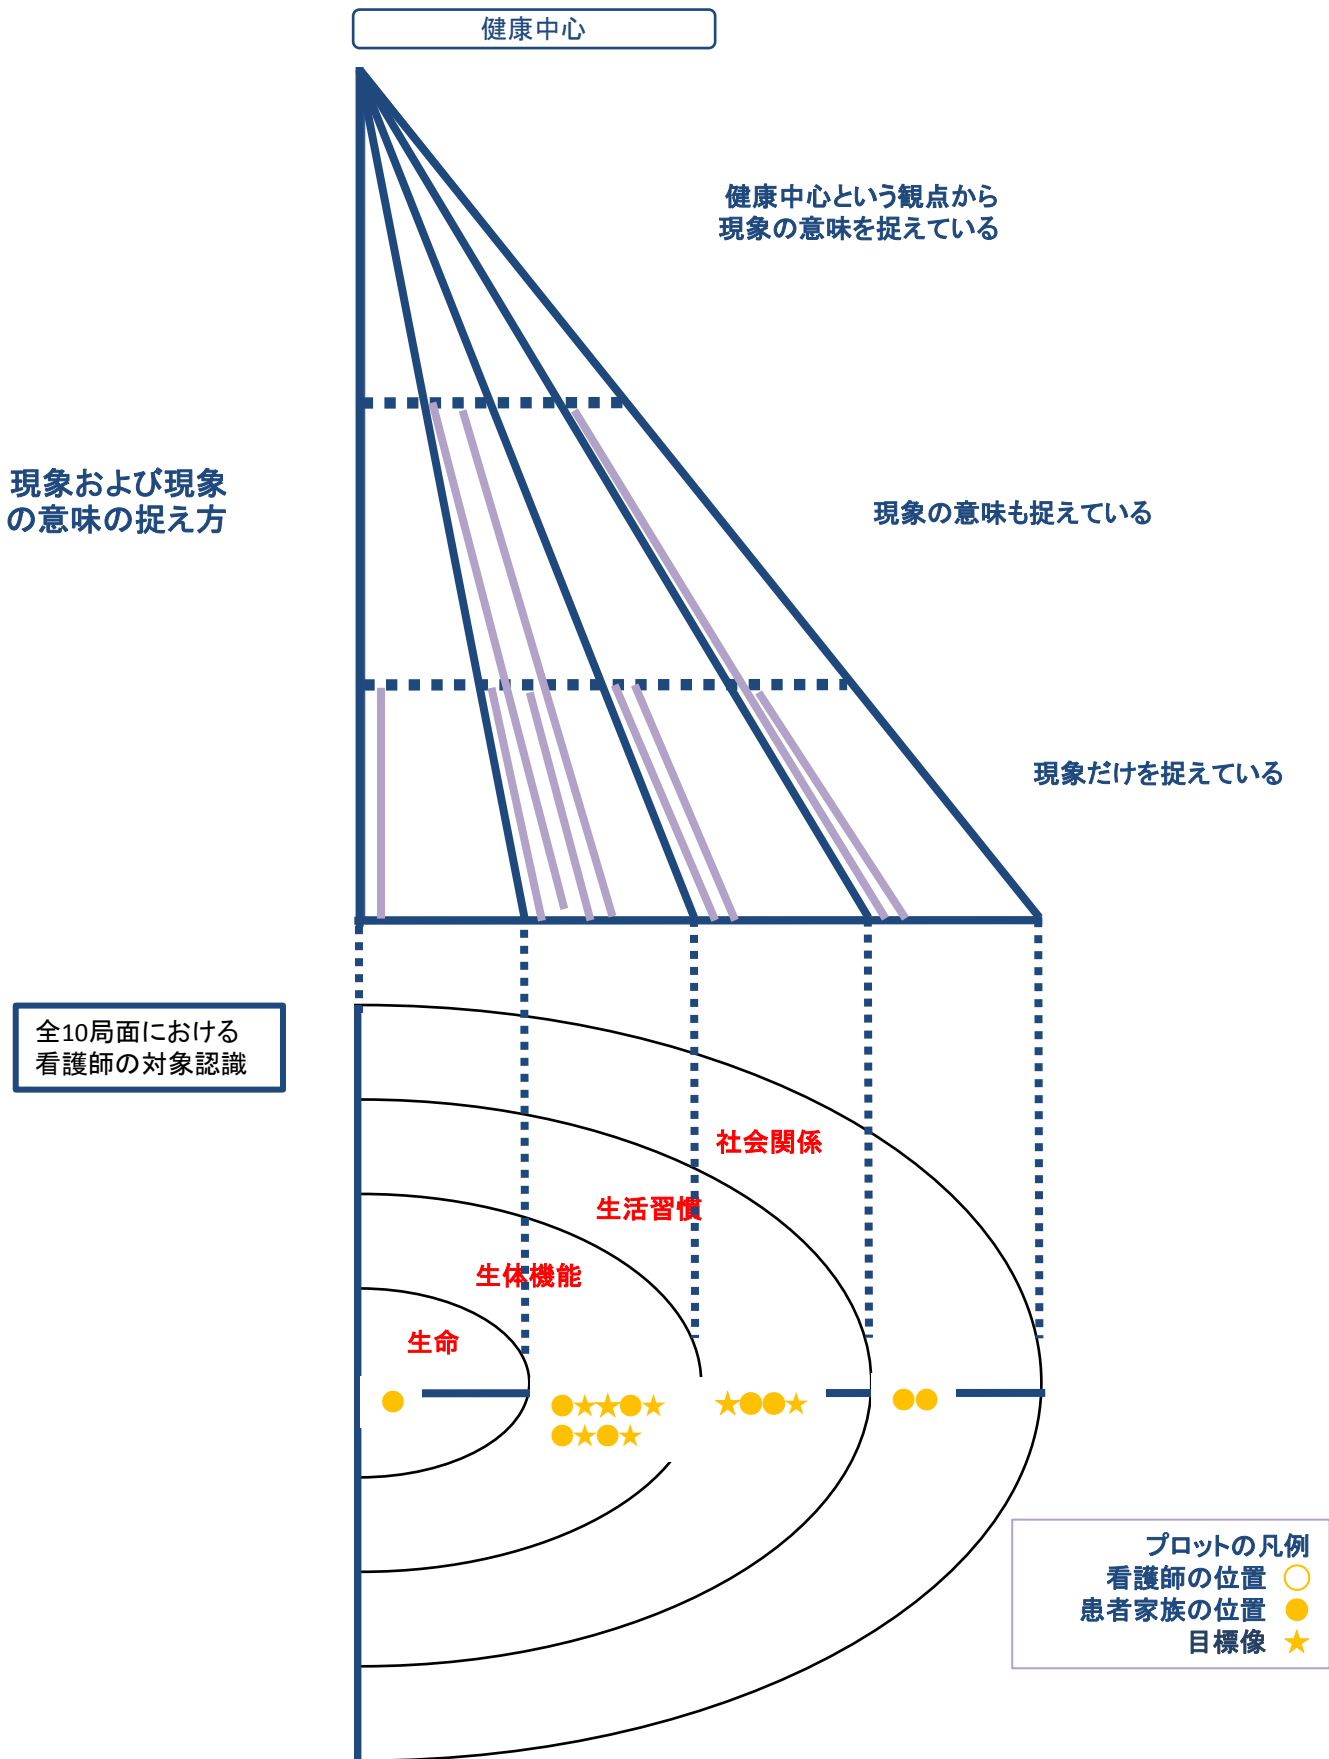 健康中心
健康中心という観点から
現象の意味を捉えている
現象および現象
の意味の捉え方
現象の意味も捉えている
現象だけを捉えている
全10局面における
看護師の対象認識
社会関係
生活習慣
生体機能
生命
プロットの凡例
看護師の位置 ○
患者家族の位置 ●
目標像 ★